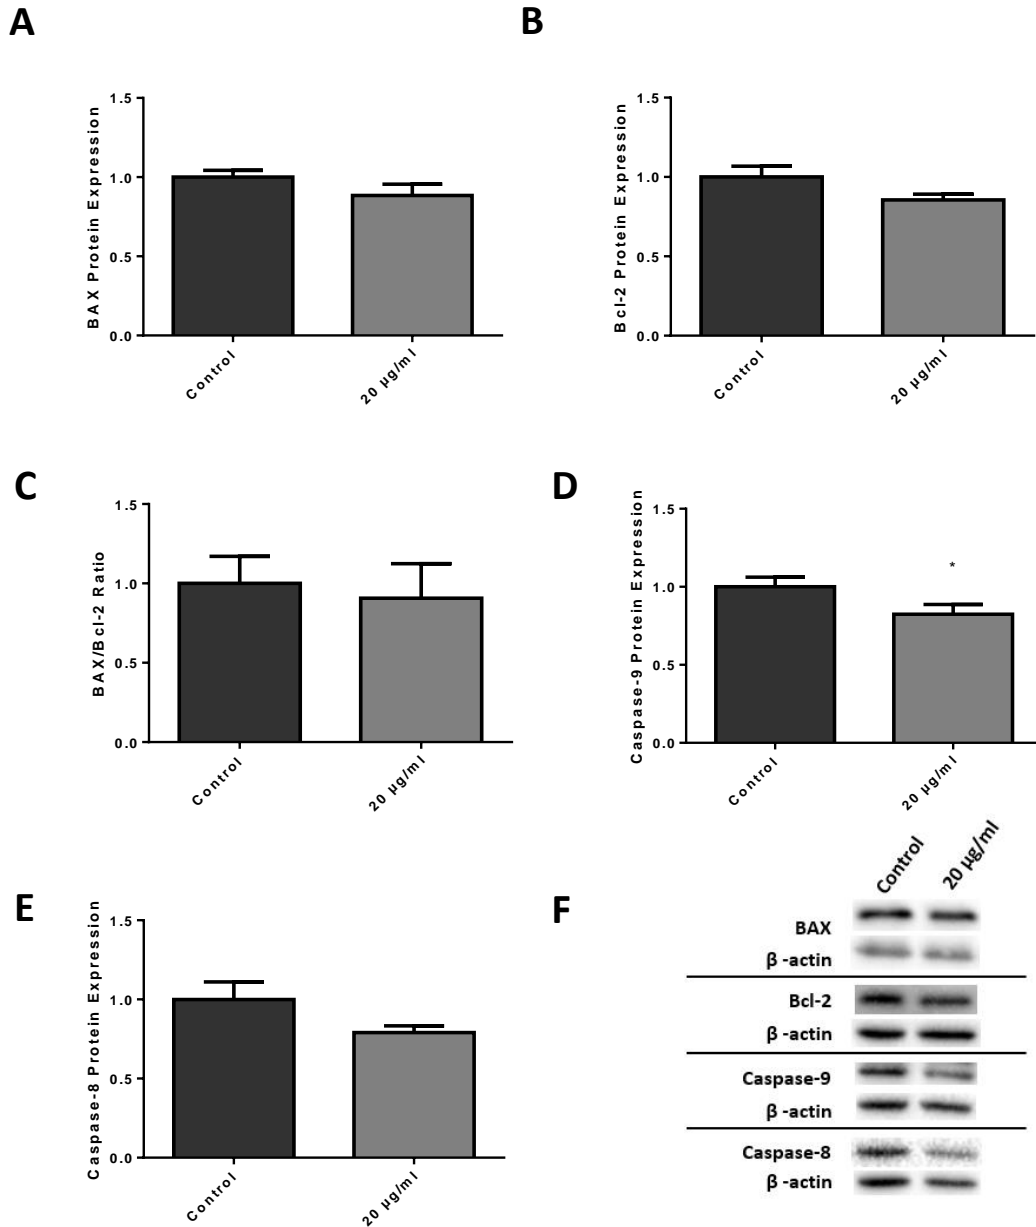 A
B
BAX Protein Expression
1.5
1.0
0.5
0.0
Control
20 µg/ml
Bcl-2 Protein Expression
1.5
1.0
0.5
0.0
Control
20 µg/ml
C
D
BAX/Bcl-2 Ratio
1.5
1.0
0.5
0.0
Control
20 µg/ml
Caspase-9 Protein Expression
1.5
1.0
0.5
0.0
*
Control
20 µg/ml
E
F
Caspase-8 Protein Expression
1.5
1.0
0.5
0.0
Control
20 µg/ml
Control
20 µg/ml
BAX
β -actin
Bcl-2
β -actin
Caspase-9
β -actin
Caspase-8
β -actin